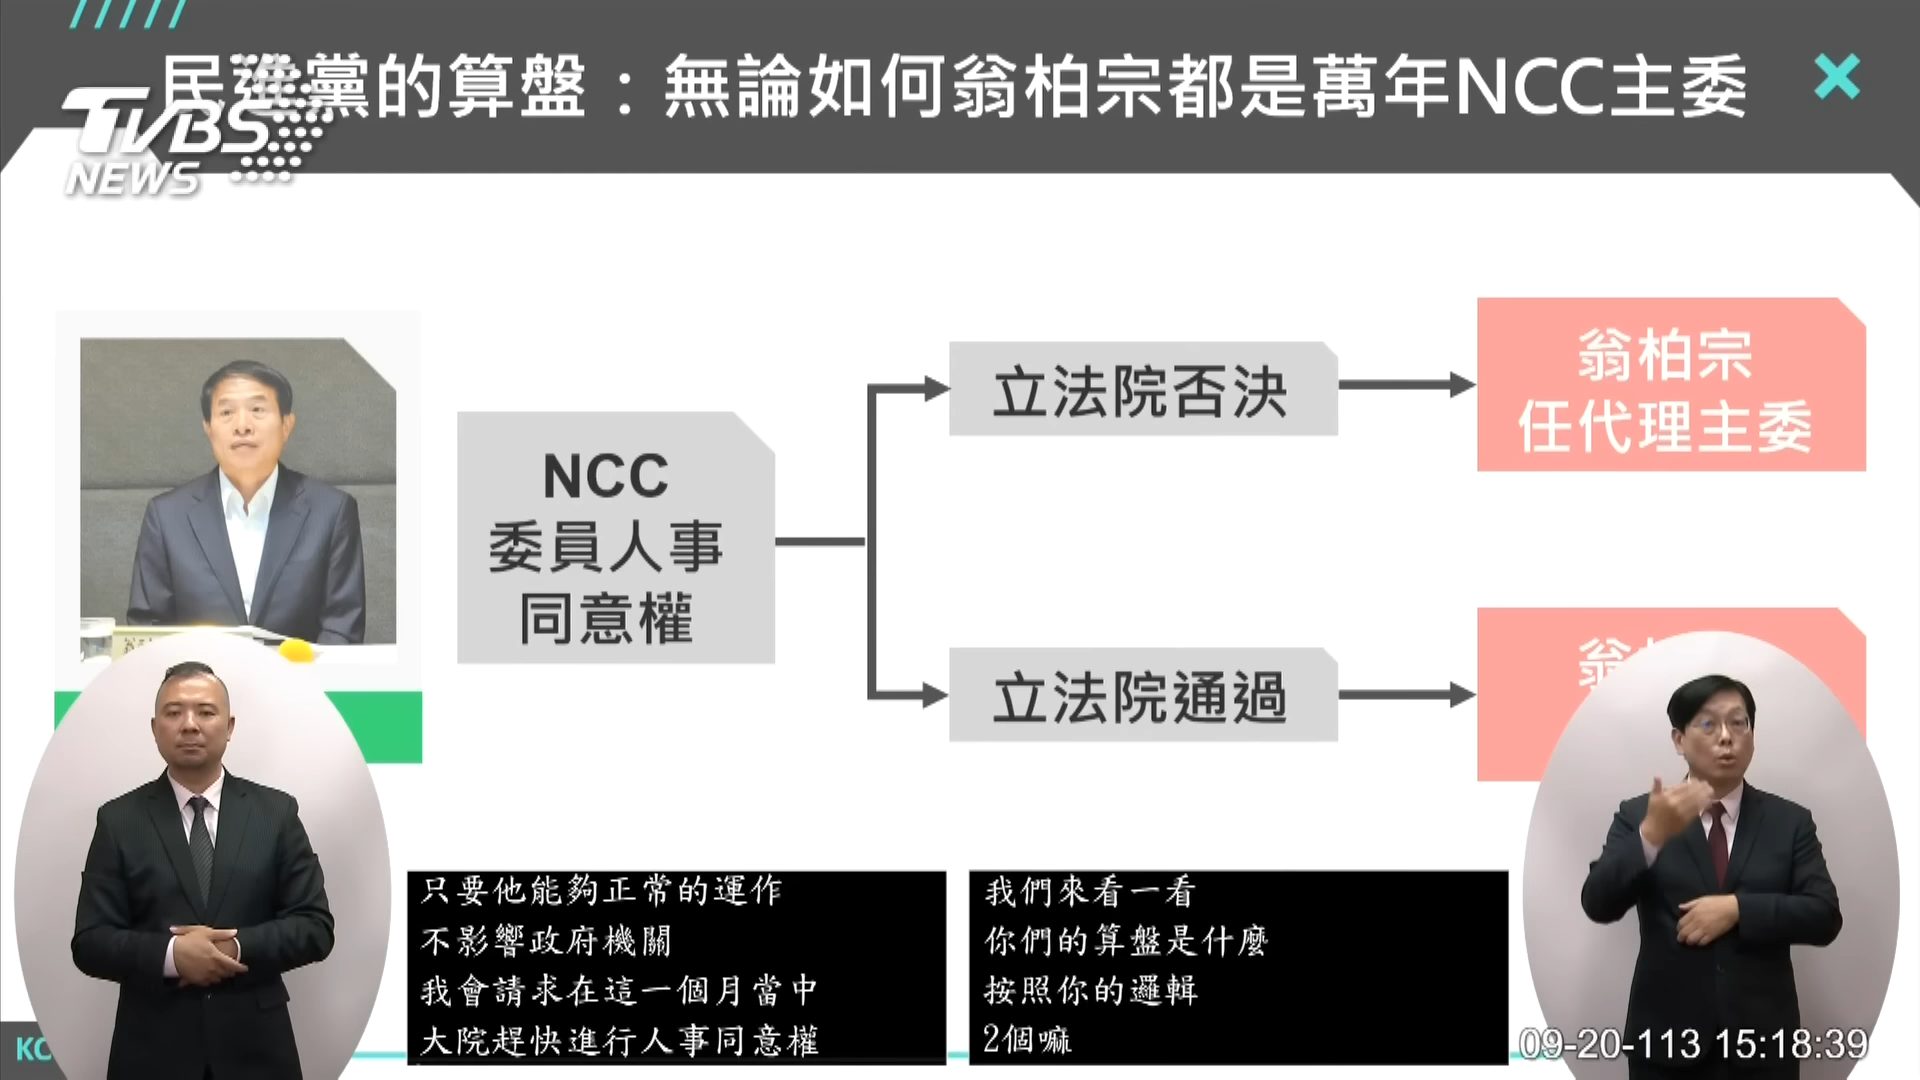 民進黨的算盤：無論如何翁柏宗都是萬年NCC主委
TVBS
NEWS
NCC
委員人事
同意權
立法院否決
翁柏宗
任代理主委
立法院通過
翁
只要他能夠正常的運作
不影響政府機關
我會請求在這一個月當中
大院趕快進行人事同意權
我們來看一看
你們的算盤是什麼
按照你的邏輯
2個嘛
KC
09-20-113 15:18:39